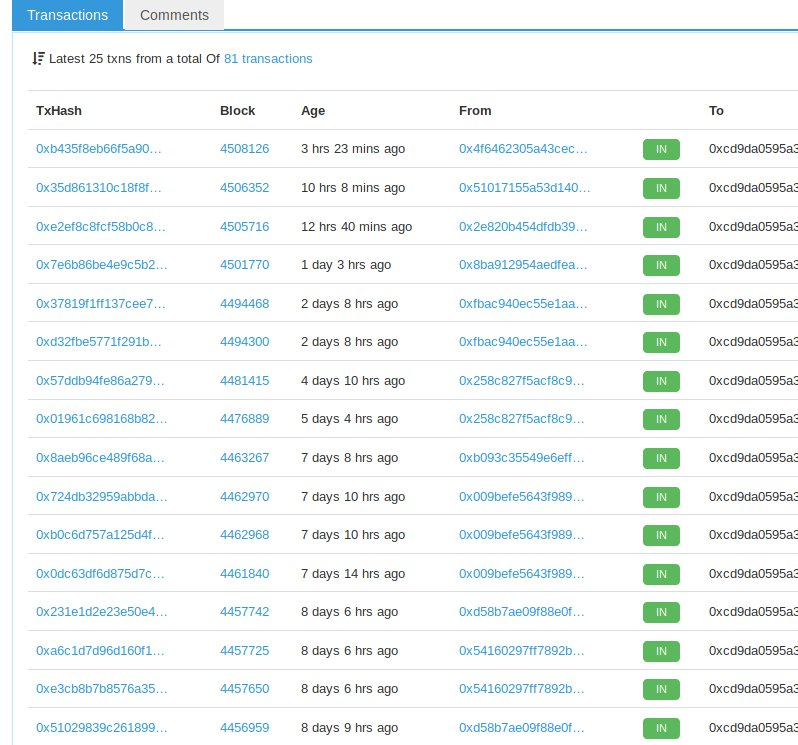 Transactions Comments
Latest 25 txns from a total Of 81 transactions
TxHash Block Age From To
0xb435f8eb66f5a90... 4508126 3 hrs 23 mins ago 0x4f6462305a43cec... IN 0xcd9da0595a3
0x35d861310c18f8f... 4506352 10 hrs 8 mins ago 0x51017155a53d140... IN 0xcd9da0595a3
0xe2ef8c8fcf58b0c8... 4505716 12 hrs 40 mins ago 0x2e820b454dfdb39... IN 0xcd9da0595a3
0x7e6b86be4e9c5b2... 4501770 1 day 3 hrs ago 0x8ba912954aedfea... IN 0xcd9da0595a3
0x37819f1ff137cee7... 4494468 2 days 8 hrs ago 0xfbac940ec55e1aa... IN 0xcd9da0595a3
0xd32fbe5771f291b... 4494300 2 days 8 hrs ago 0xfbac940ec55e1aa... IN 0xcd9da0595a3
0x57ddb94fe86a279... 4481415 4 days 10 hrs ago 0x258c827f5acf8c9... IN 0xcd9da0595a3
0x01961c698168b82... 4476889 5 days 4 hrs ago 0x258c827f5acf8c9... IN 0xcd9da0595a3
0x8aeb96ce489f68a... 4463267 7 days 8 hrs ago 0xb093c35549e6eff... IN 0xcd9da0595a3
0x724db32959abbda... 4462970 7 days 10 hrs ago 0x009befe5643f989... IN 0xcd9da0595a3
0xb0c6d757a125d4f... 4462968 7 days 10 hrs ago 0x009befe5643f989... IN 0xcd9da0595a3
0x0dc63df6d875d7c... 4461840 7 days 14 hrs ago 0x009befe5643f989... IN 0xcd9da0595a3
0x231e1d2e23e50e4... 4457742 8 days 6 hrs ago 0xd58b7ae09f88e0f... IN 0xcd9da0595a3
0xa6c1d7d96d160f1... 4457725 8 days 6 hrs ago 0x54160297ff7892b... IN 0xcd9da0595a3
0xe3cb8b7b8576a35... 4457650 8 days 6 hrs ago 0x54160297ff7892b... IN 0xcd9da0595a3
0x51029839c261899... 4456959 8 days 9 hrs ago 0xd58b7ae09f88e0f... IN 0xcd9da0595a3